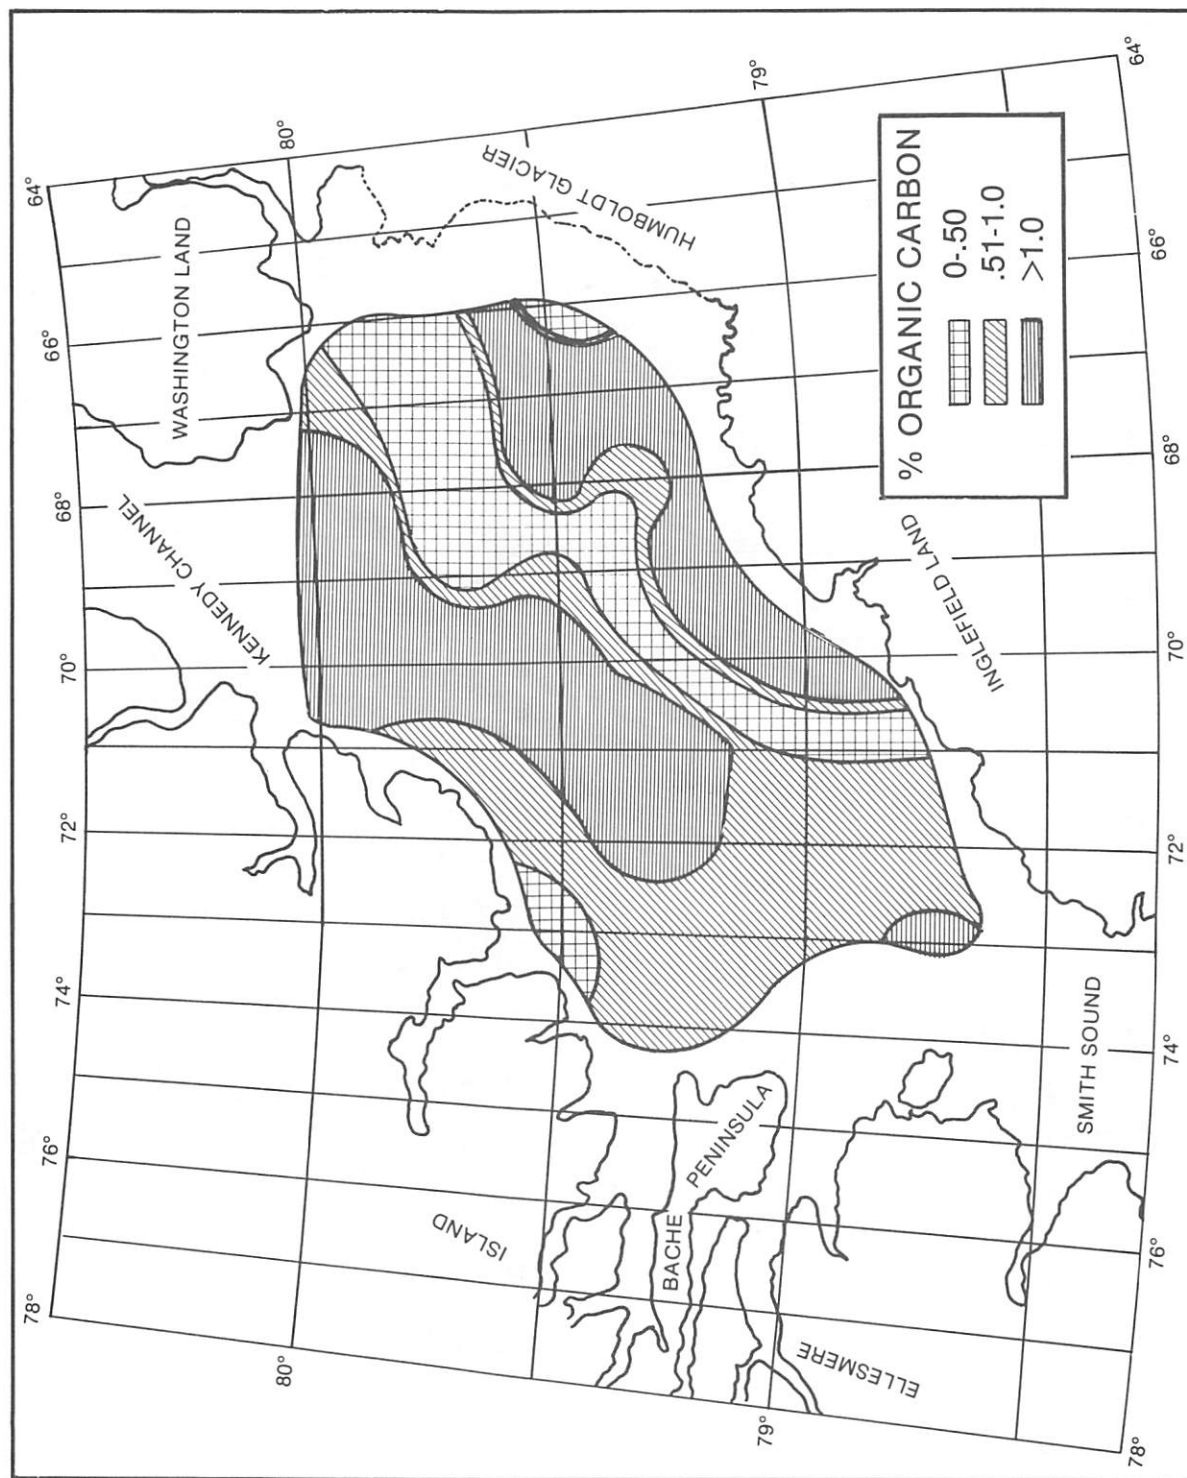 78°
76°
74°
72°
70°
68°
66°
64°
80°
80°
79°
79°
WASHINGTON LAND
KENNEDY CHANNEL
HUMBOLDT GLACIER
ISLAND
BACHE
PENINSULA
ELLESMERE
INGLEFIELD LAND
SMITH SOUND
% ORGANIC CARBON
0-.50
.51-1.0
>1.0
78°
76°
74°
72°
70°
68°
66°
64°